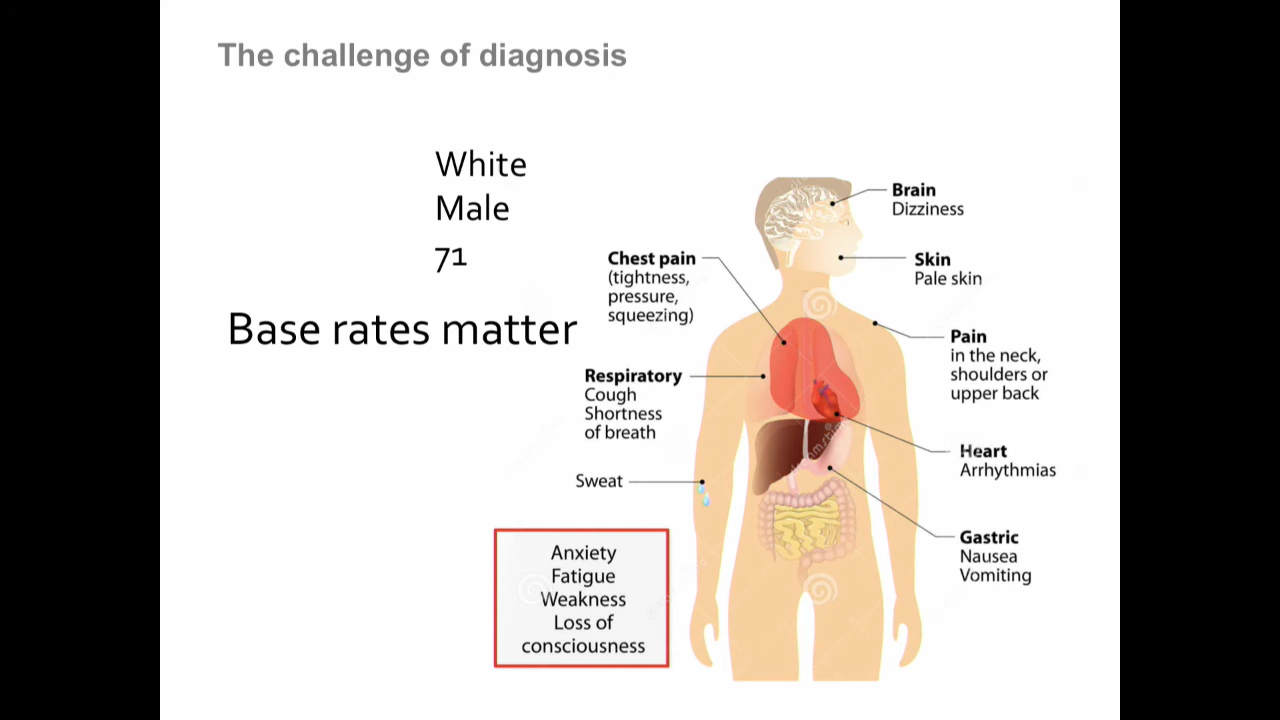 The challenge of diagnosis
White
Male
71
Base rates matter
Brain
Dizziness
Skin
Pale skin
Chest pain
(tightness,
pressure,
squeezing)
Pain
in the neck,
shoulders or
upper back
Respiratory
Cough
Shortness
of breath
Heart
Arrhythmias
Sweat
Gastric
Nausea
Vomiting
Anxiety
Fatigue
Weakness
Loss of
consciousness